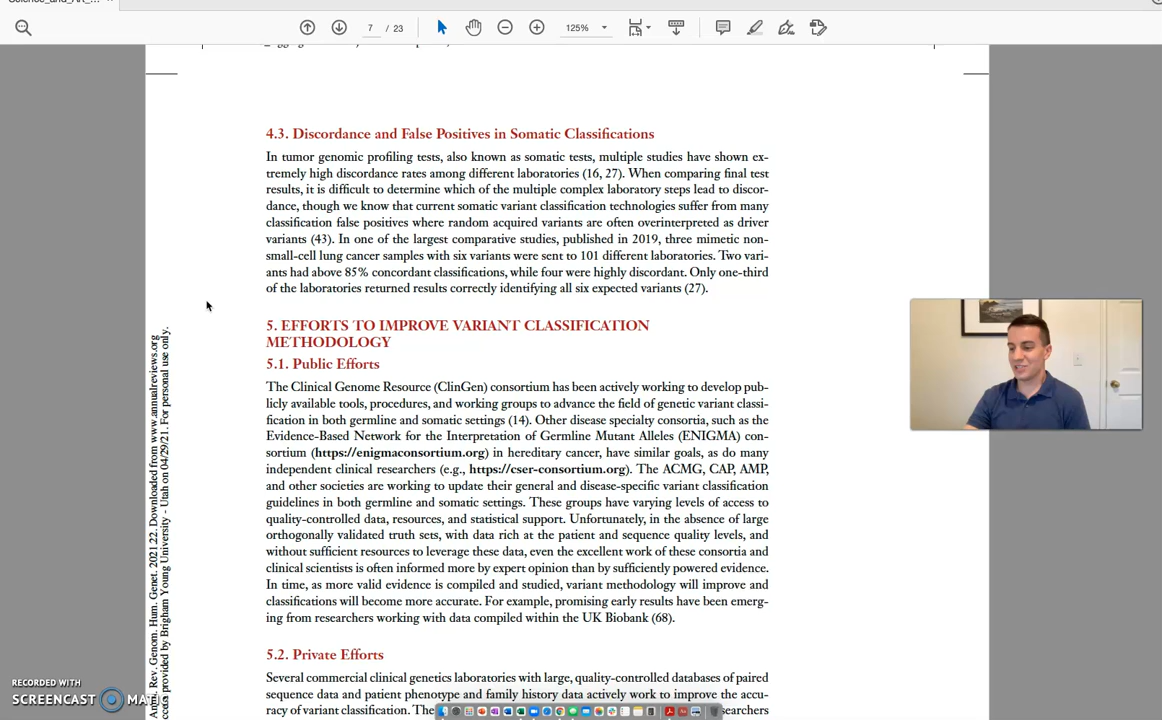 7 / 23
125%
4.3. Discordance and False Positives in Somatic Classifications
In tumor genomic profiling tests, also known as somatic tests, multiple studies have shown ex-
tremely high discordance rates among different laboratories (16, 27). When comparing final test
results, it is difficult to determine which of the multiple complex laboratory steps lead to discor-
dance, though we know that current somatic variant classification technologies suffer from many
classification false positives where random acquired variants are often overinterpreted as driver
variants (43). In one of the largest comparative studies, published in 2019, three mimetic non-
small-cell lung cancer samples with six variants were sent to 101 different laboratories. Two vari-
ants had above 85% concordant classifications, while four were highly discordant. Only one-third
of the laboratories returned results correctly identifying all six expected variants (27).
5. EFFORTS TO IMPROVE VARIANT CLASSIFICATION
METHODOLOGY
5.1. Public Efforts
The Clinical Genome Resource (ClinGen) consortium has been actively working to develop pub-
licly available tools, procedures, and working groups to advance the field of genetic variant classi-
fication in both germline and somatic settings (14). Other disease specialty consortia, such as the
Evidence-Based Network for the Interpretation of Germline Mutant Alleles (ENIGMA) con-
sortium (https://enigmaconsortium.org) in hereditary cancer, have similar goals, as do many
independent clinical researchers (e.g., https://cser-consortium.org). The ACMG, CAP, AMP,
and other societies are working to update their general and disease-specific variant classification
guidelines in both germline and somatic settings. These groups have varying levels of access to
quality-controlled data, resources, and statistical support. Unfortunately, in the absence of large
orthogonally validated truth sets, with data rich at the patient and sequence quality levels, and
without sufficient resources to leverage these data, even the excellent work of these consortia and
clinical scientists is often informed more by expert opinion than by sufficiently powered evidence.
In time, as more valid evidence is compiled and studied, variant methodology will improve and
classifications will become more accurate. For example, promising early results have been emerg-
ing from researchers working with data compiled within the UK Biobank (68).
5.2. Private Efforts
Several commercial clinical genetics laboratories with large, quality-controlled databases of paired
sequence data and patient phenotype and family history data actively work to improve the accu-
racy of variant classification. The
searchers
Rev. Genom. Hum. Genet. 2021.22. Downloaded from www.annualreviews.org
provided by Brigham Young University - Utah on 04/29/21. For personal use only.
RECORDED WITH
SCREENCAST